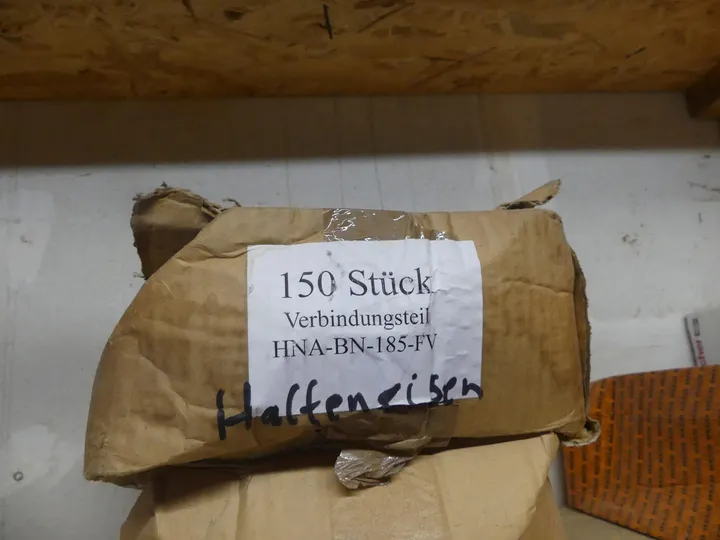 150 Stück
Verbindungsteil
HNA-BN-185-FV
Halfeneisen